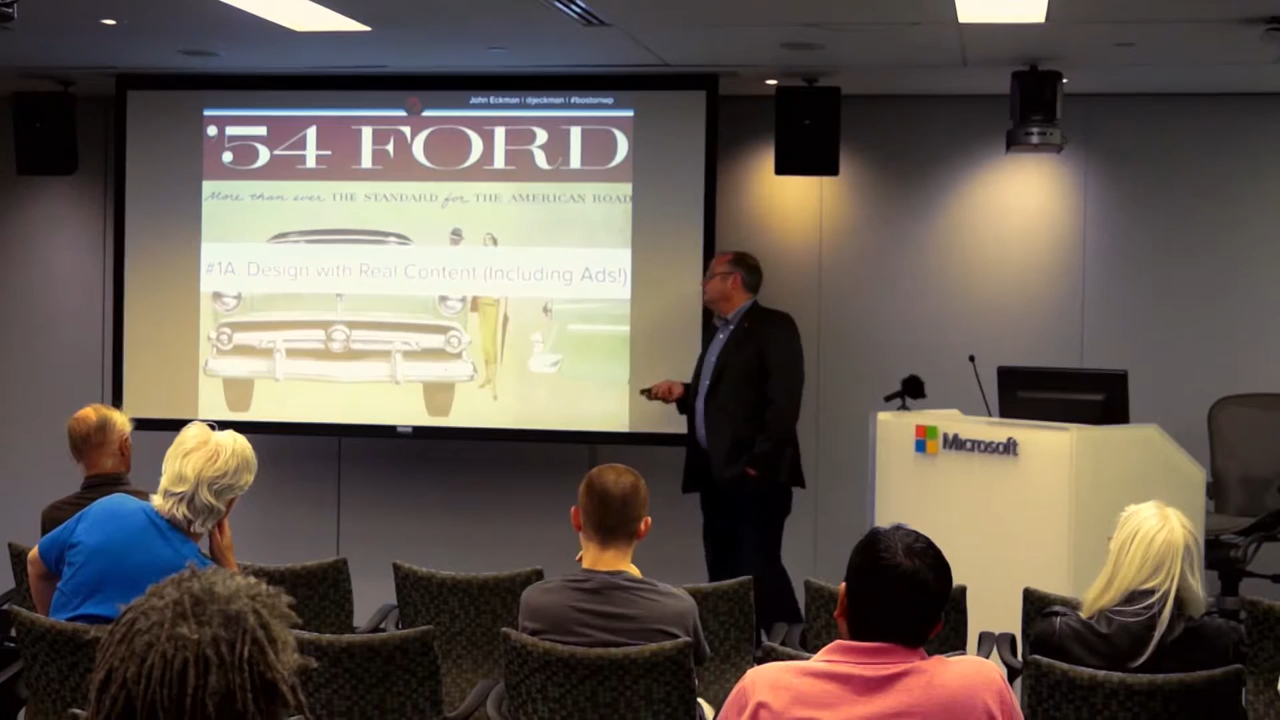 John Eckman | @jeckman | #bostonwp
'54 FORD
More than ever THE STANDARD for THE AMERICAN ROAD
#1A. Design with Real Content (Including Ads!)
Microsoft